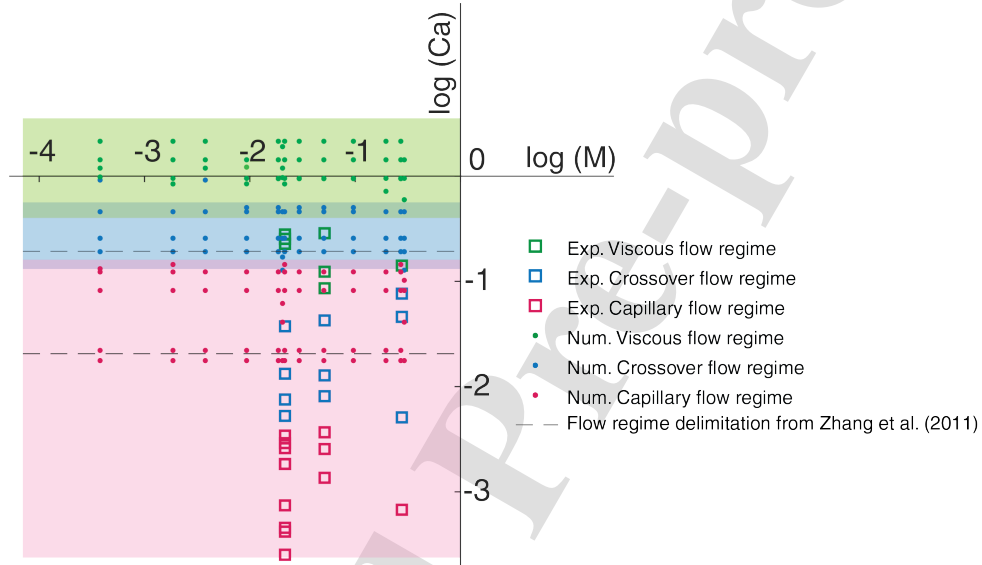 log (Ca)
-4
-3
-2
-1
0
log (M)
-1
-2
-3
Exp. Viscous flow regime
Exp. Crossover flow regime
Exp. Capillary flow regime
Num. Viscous flow regime
Num. Crossover flow regime
Num. Capillary flow regime
Flow regime delimitation from Zhang et al. (2011)
Pre-pro